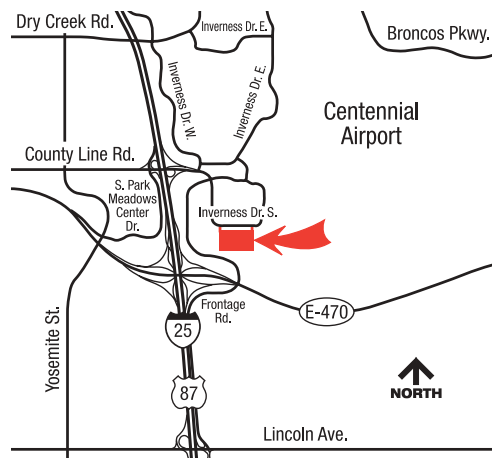 Dry Creek Rd.
Inverness Dr. E.
Broncos Pkwy.
Inverness Dr. W.
Inverness Dr. E.
Centennial
Airport
County Line Rd.
S. Park
Meadows
Center
Dr.
Inverness Dr. S.
Frontage
Rd.
E-470
25
Yosemite St.
87
NORTH
Lincoln Ave.